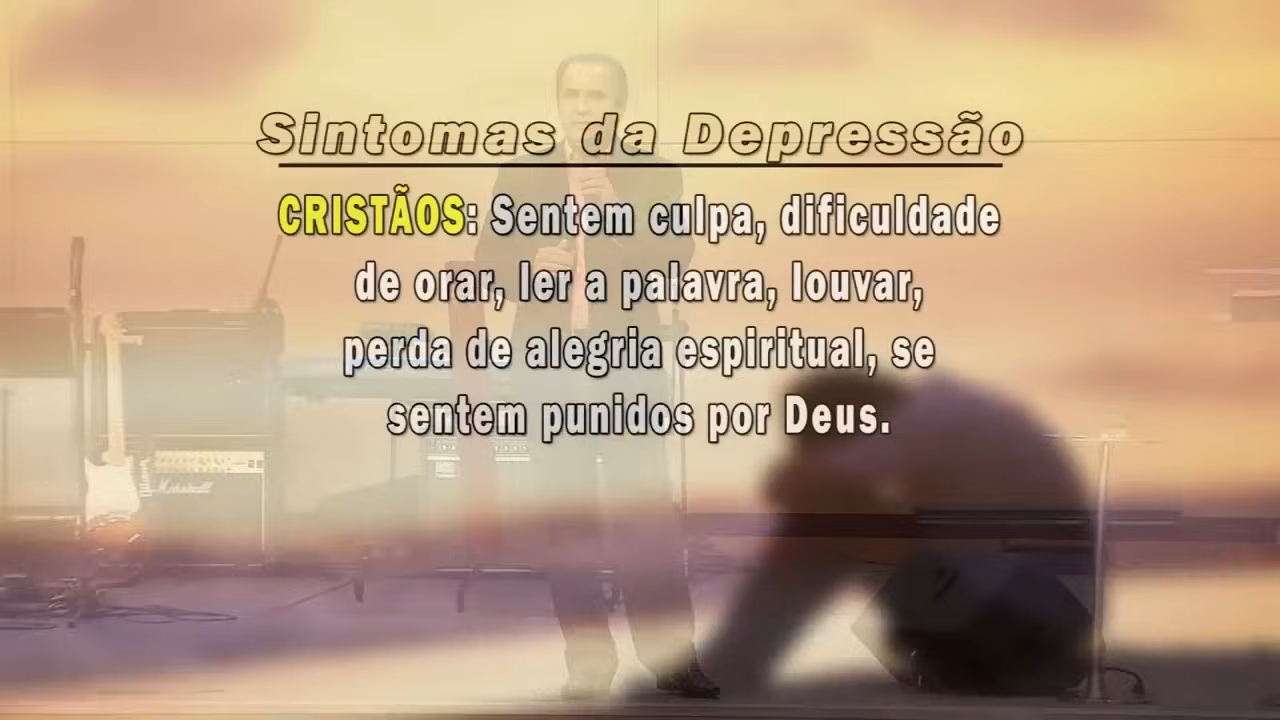 Sintomas da Depressão
CRISTÃOS: Sentem culpa, dificuldade
de orar, ler a palavra, louvar,
perda de alegria espiritual, se
sentem punidos por Deus.
Marshall